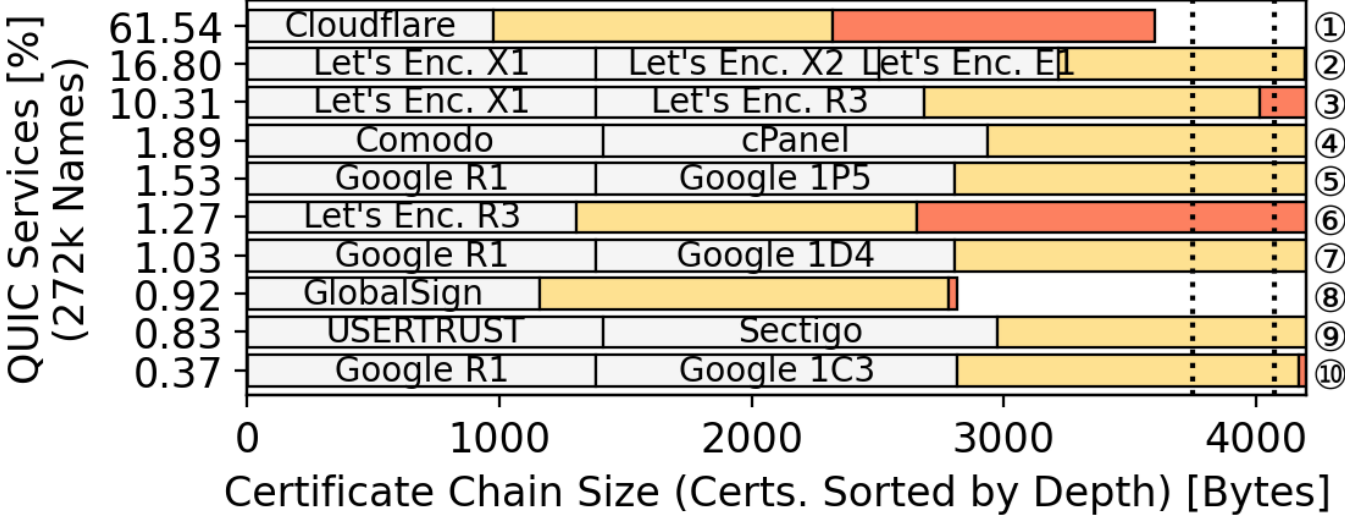 QUIC Services [%]
(272k Names)
61.54 Cloudflare ①
16.80 Let's Enc. X1 Let's Enc. X2 Let's Enc. E1 ②
10.31 Let's Enc. X1 Let's Enc. R3 ③
1.89 Comodo cPanel ④
1.53 Google R1 Google 1P5 ⑤
1.27 Let's Enc. R3 ⑥
1.03 Google R1 Google 1D4 ⑦
0.92 GlobalSign ⑧
0.83 USERTRUST Sectigo ⑨
0.37 Google R1 Google 1C3 ⑩
0 1000 2000 3000 4000
Certificate Chain Size (Certs. Sorted by Depth) [Bytes]